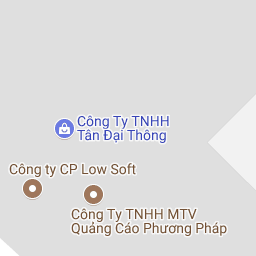 Công Ty TNHH
Tân Đại Thông
Công ty CP Low Soft
Công Ty TNHH MTV
Quảng Cáo Phương Pháp